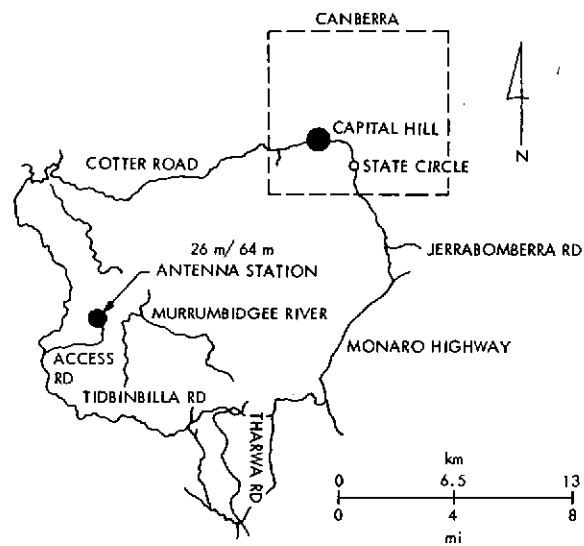 CANBERRA
CAPITAL HILL
COTTER ROAD
STATE CIRCLE
N
26 m/ 64 m
ANTENNA STATION
JERRABOMBERRA RD
MURRUMBIDGEE RIVER
MONARO HIGHWAY
ACCESS
RD
TIDBINBILLA RD
THARWA RD
km
0 6.5 13
0 4 8
mi